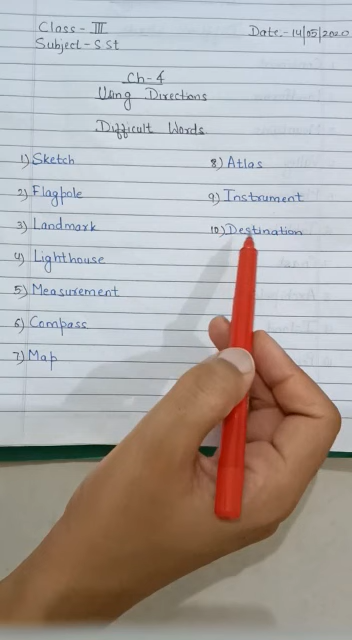 Class - III
Date - 14/05/2020
Subject - S St
Ch - 4
Using Directions
Difficult Words
1) Sketch
2) Flagpole
3) Landmark
4) Lighthouse
5) Measurement
6) Compass
7) Map
8) Atlas
9) Instrument
10) Destination